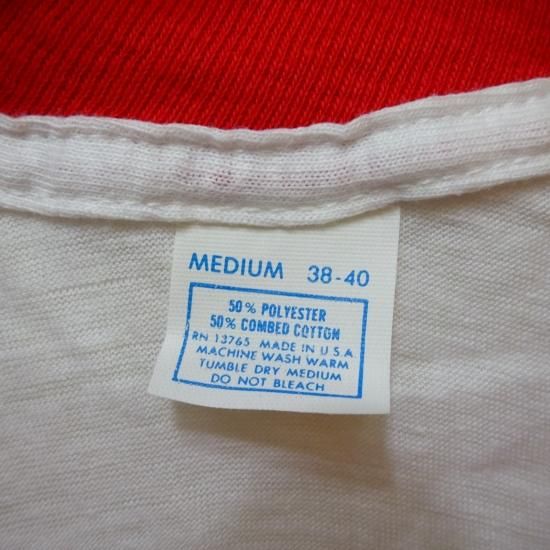 MEDIUM 38-40
50% POLYESTER
50% COMBED COTTON
RN 13765 MADE IN U.S.A.
MACHINE WASH WARM
TUMBLE DRY MEDIUM
DO NOT BLEACH